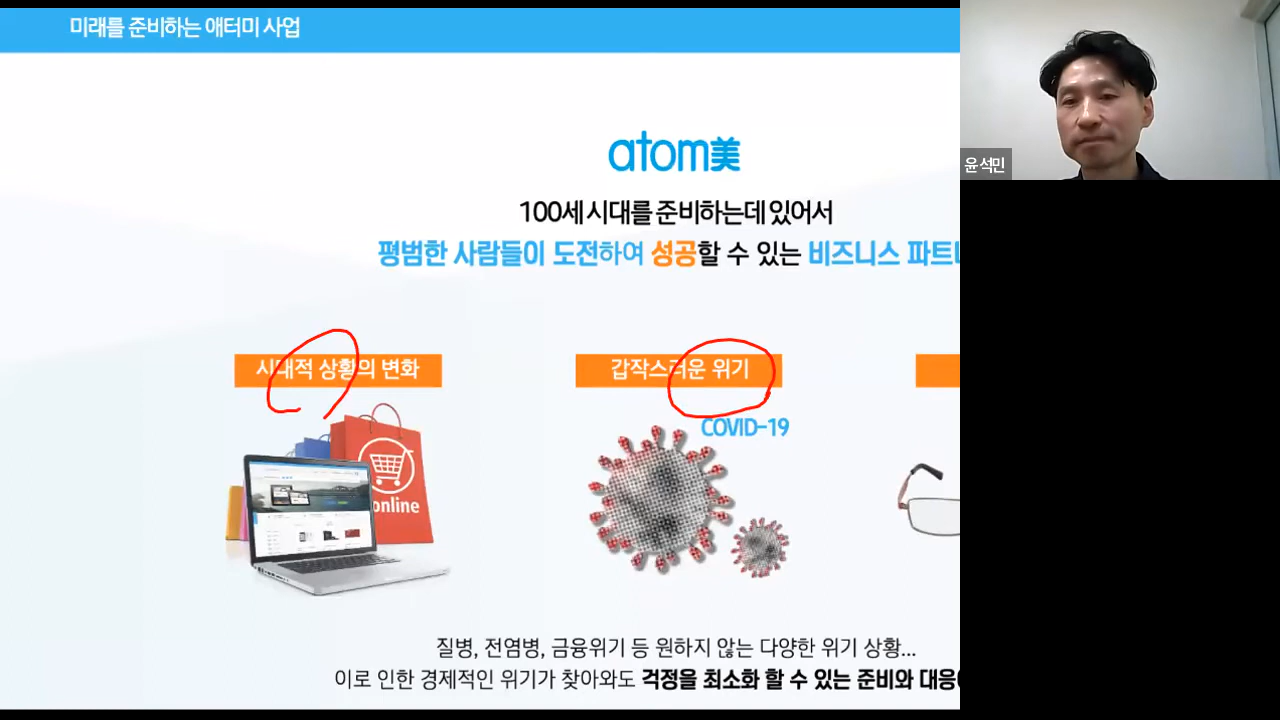 미래를 준비하는 애터미 사업
윤석민
atom美
100세 시대를 준비하는데 있어서
평범한 사람들이 도전하여 성공할 수 있는 비즈니스
시대적 상황의 변화
갑작스러운 위기
COVID-19
online
질병, 전염병, 금융위기 등 원하지 않는 다양한 위기 상황...
이로 인한 경제적인 위기가 찾아와도 걱정을 최소화 할 수 있는 준비와